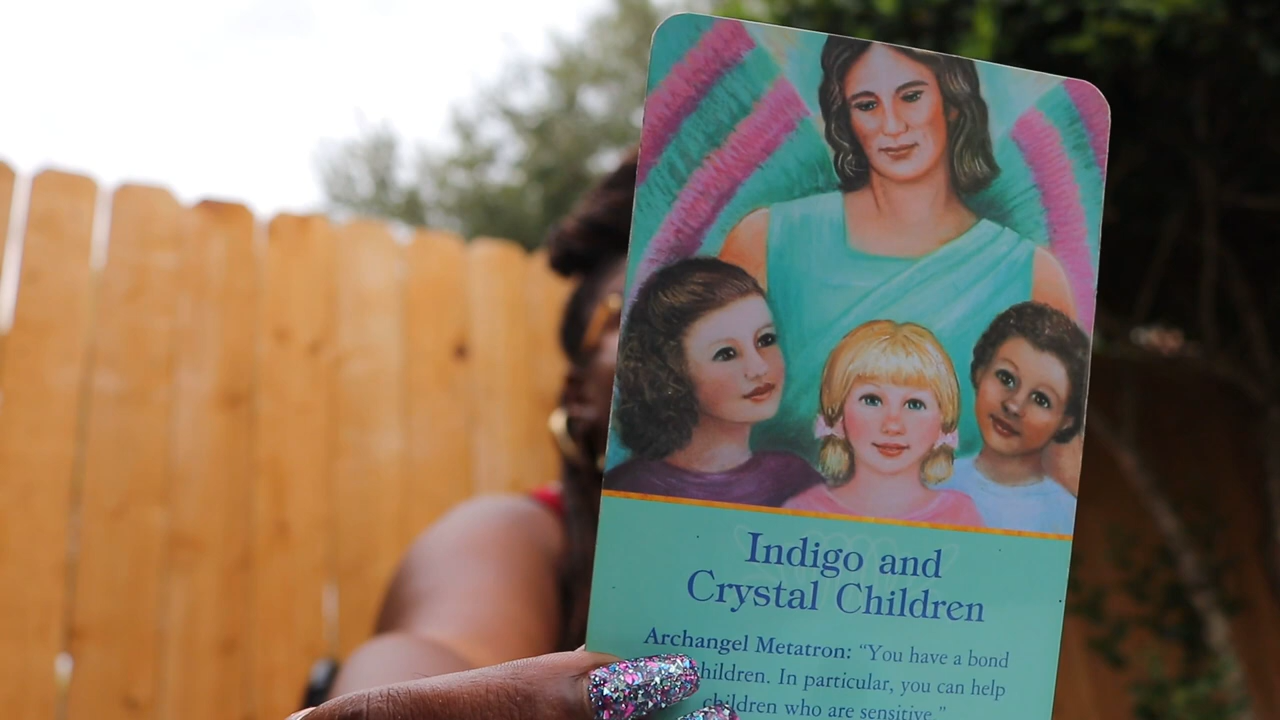 Indigo and
Crystal Children
Archangel Metatron: “You have a bond
children. In particular, you can help
children who are sensitive.”